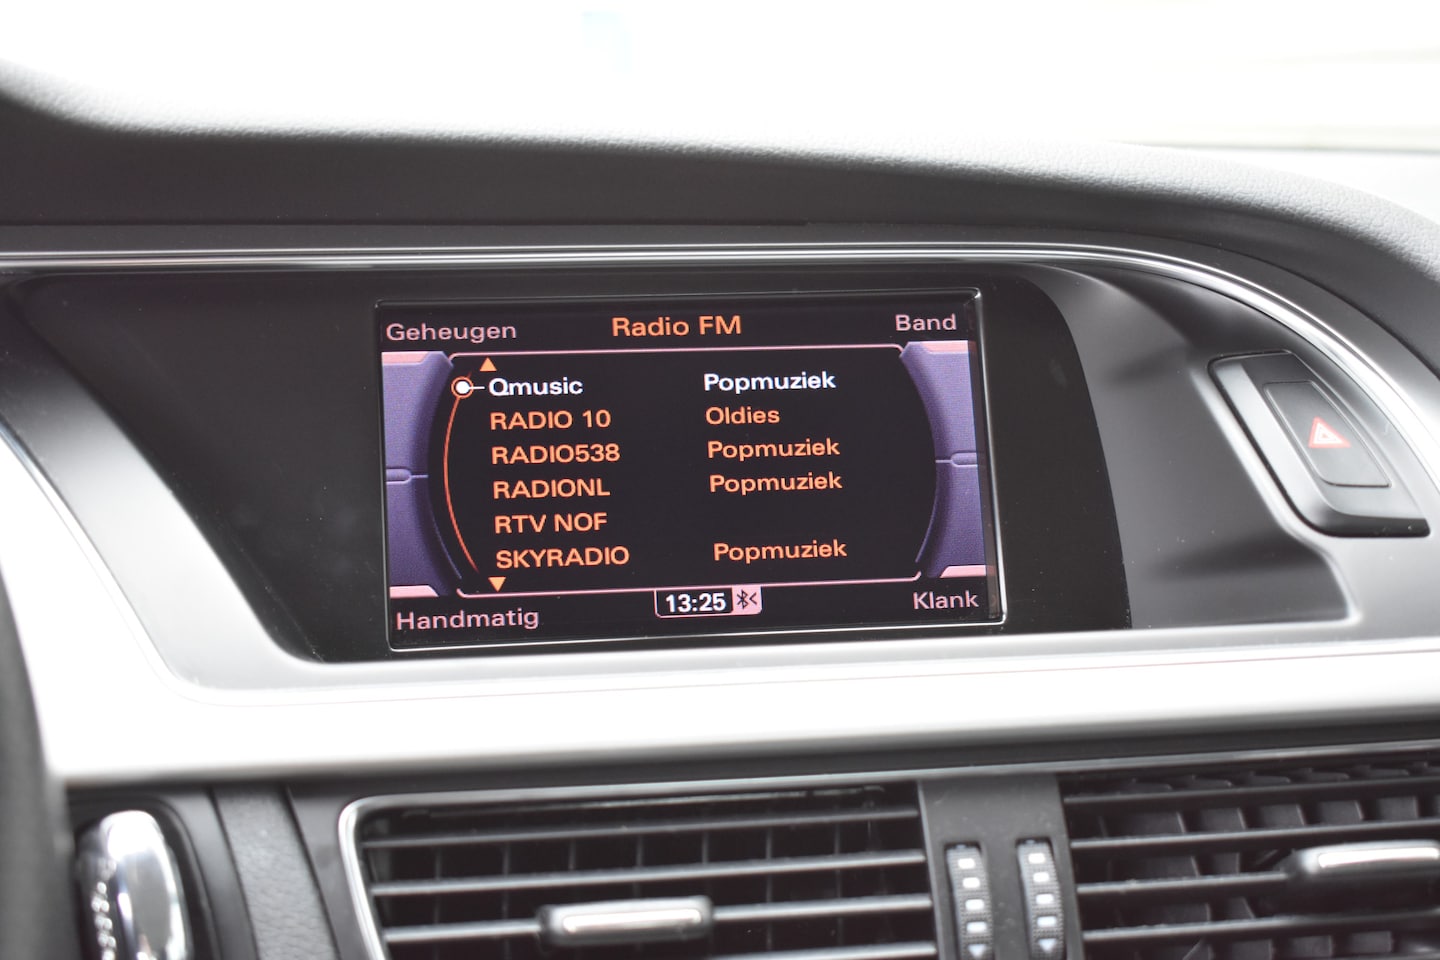 Geheugen Radio FM Band
Qmusic Popmuziek
RADIO 10 Oldies
RADIO538 Popmuziek
RADIONL Popmuziek
RTV NOF
SKYRADIO Popmuziek
Handmatig 13:25 Klank